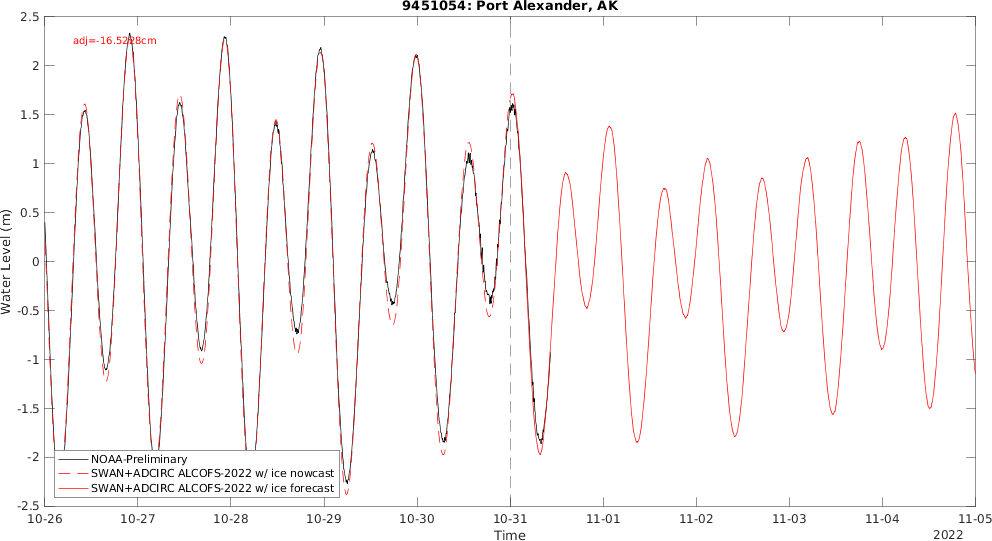 9451054: Port Alexander, AK
adj=-16.5228cm
2.5
2
1.5
1
0.5
0
-0.5
-1
-1.5
-2
-2.5
Water Level (m)
NOAA-Preliminary
SWAN+ADCIRC ALCOFS-2022 w/ ice nowcast
SWAN+ADCIRC ALCOFS-2022 w/ ice forecast
10-26 10-27 10-28 10-29 10-30 10-31 11-01 11-02 11-03 11-04 11-05
Time
2022